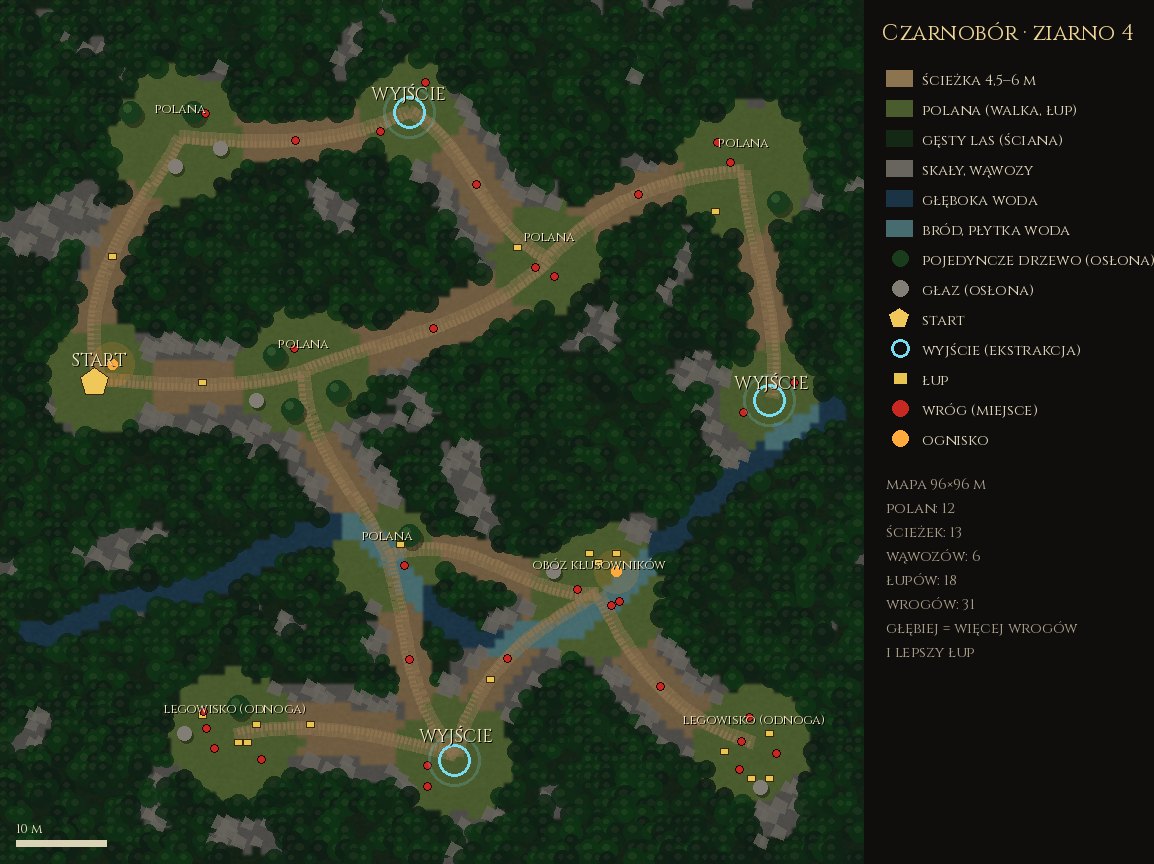 Czarnobór · ziarno 4
Ścieżka 4,5–6 m
Polana (walka, łup)
Gęsty las (ściana)
Skały, wąwozy
Głęboka woda
Bród, płytka woda
Pojedyncze drzewo (osłona)
Głaz (osłona)
Start
Wyjście (ekstrakcja)
Łup
Wróg (miejsce)
Ognisko
Mapa 96×96 m
Polan: 12
Ścieżek: 13
Wąwozów: 6
Łupów: 18
Wrogów: 31
Głębiej = więcej wrogów
i lepszy łup
WYJŚCIE
POLANA
POLANA
POLANA
POLANA
START
WYJŚCIE
POLANA
OBÓZ KŁUSOWNIKÓW
LEGOWISKO (ODNOGA)
LEGOWISKO (ODNOGA)
WYJŚCIE
10 m